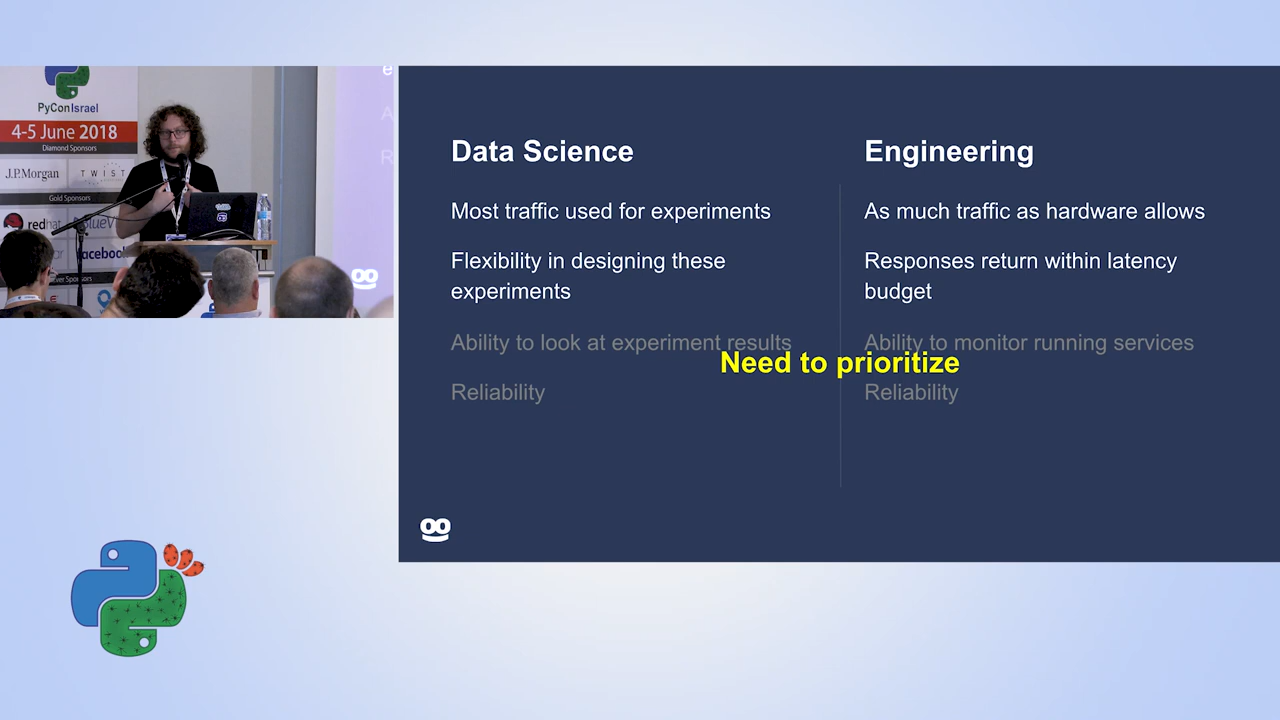 PyConIsrael
4-5 June 2018
Diamond Sponsors
J.P.Morgan
TWIST
Gold Sponsors
redhat
facebook
Data Science
Most traffic used for experiments
Flexibility in designing these
experiments
Ability to look at experiment results
Reliability
Engineering
As much traffic as hardware allows
Responses return within latency
budget
Ability to monitor running services
Reliability
Need to prioritize